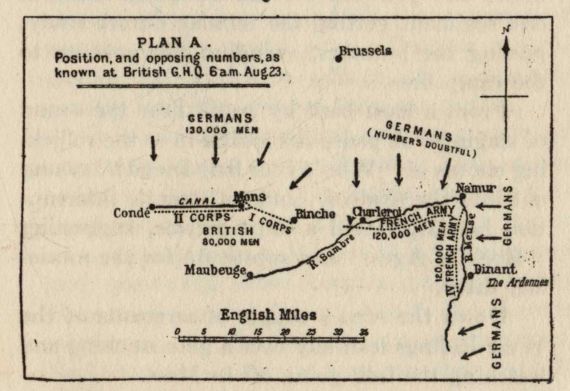 PLAN A.
Position, and opposing numbers, as
known at British G.H.Q. 6 a.m. Aug. 23.
Brussels
N
GERMANS
130,000 MEN
GERMANS
(NUMBERS DOUBTFUL)
Condé
CANAL
Mons
II CORPS
I CORPS
BRITISH
80,000 MEN
Binche
Charleroi
FRENCH ARMY
120,000 MEN
Namur
GERMANS
R. Sambre
Maubeuge
R. Meuse
120,000 MEN
IV FRENCH ARMY
Dinant
The Ardennes
GERMANS
English Miles
0 5 10 15 20 25 30 35